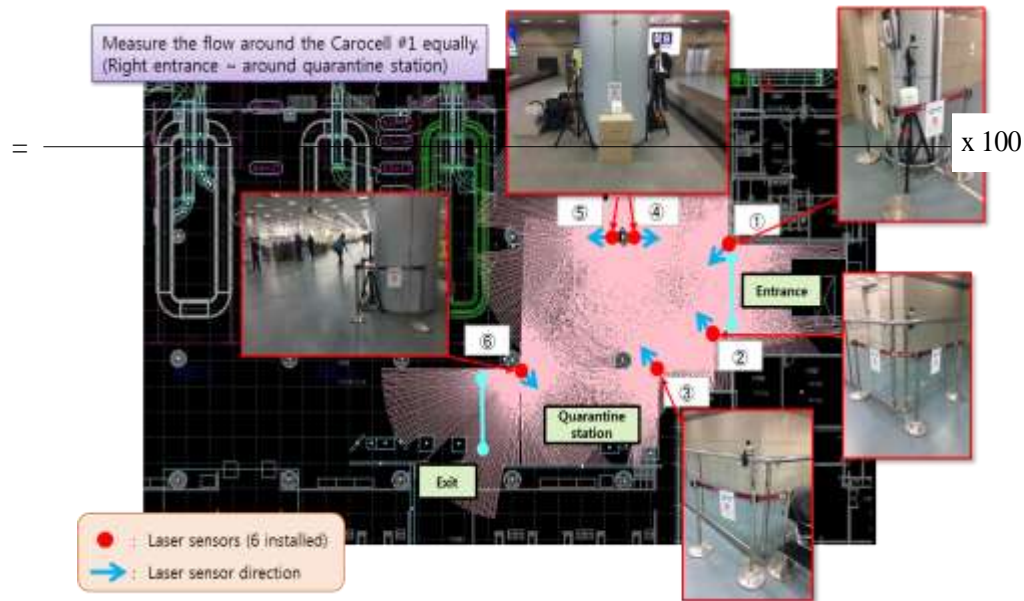 Measure the flow around the Carocell #1 equally.
(Right entrance ~ around quarantine station)
=
x 100
⑤
④
①
Entrance
⑥
②
③
Quarantine
station
Exit
: Laser sensors (6 installed)
: Laser sensor direction